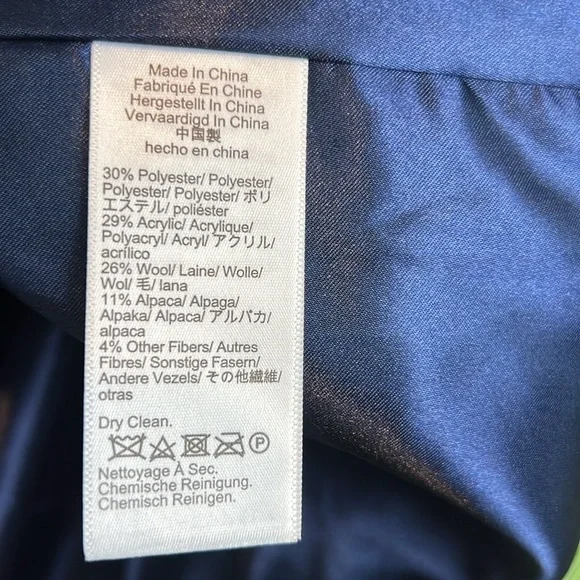 Made In China
Fabriqué En Chine
Hergestellt In China
Vervaardigd In China
中国製
hecho en china
30% Polyester/ Polyester/
Polyester/ Polyester/ ポリ
エステル/ poliéster
29% Acrylic/ Acrylique/
Polyacryl/ Acryl/ アクリル/
acrílico
26% Wool/ Laine/ Wolle/
Wol/ 毛/ lana
11% Alpaca/ Alpaga/
Alpaka/ Alpaca/ アルパカ/
alpaca
4% Other Fibers/ Autres
Fibres/ Sonstige Fasern/
Andere Vezels/ その他繊維/
otras
Dry Clean.
P
Nettoyage À Sec.
Chemische Reinigung.
Chemisch Reinigen.